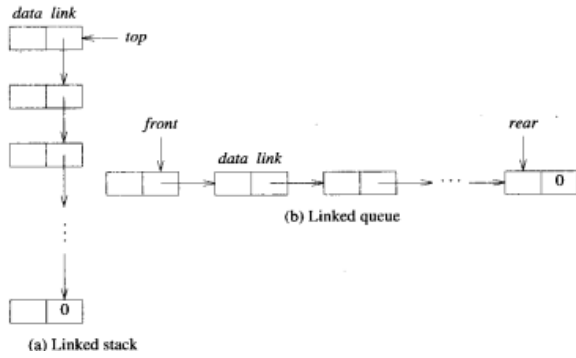 data link
top
front
rear
data link
0
(b) Linked queue
0
(a) Linked stack